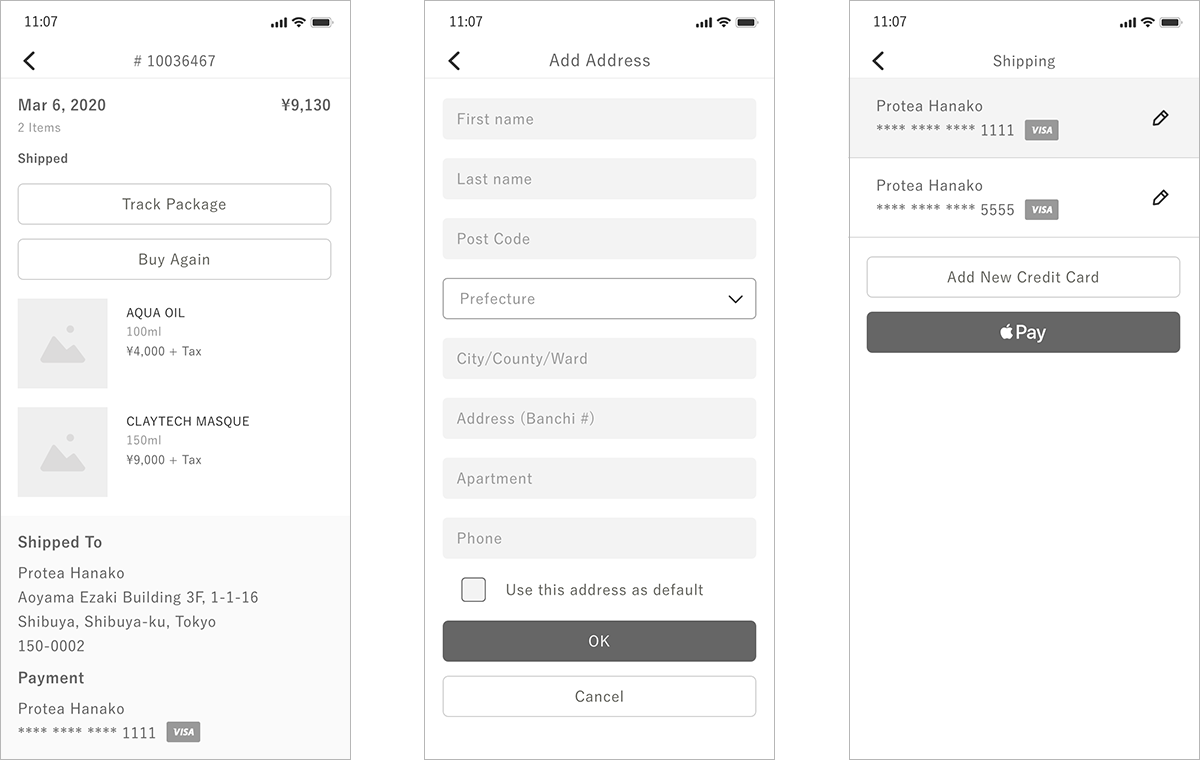 11:07
# 10036467
Mar 6, 2020 ¥9,130
2 Items
Shipped
Track Package
Buy Again
AQUA OIL
100ml
¥4,000 + Tax
CLAYTECH MASQUE
150ml
¥9,000 + Tax
Shipped To
Protea Hanako
Aoyama Ezaki Building 3F, 1-1-16
Shibuya, Shibuya-ku, Tokyo
150-0002
Payment
Protea Hanako
**** **** **** 1111 VISA
11:07
Add Address
First name
Last name
Post Code
Prefecture
City/County/Ward
Address (Banchi #)
Apartment
Phone
Use this address as default
OK
Cancel
11:07
Shipping
Protea Hanako
**** **** **** 1111 VISA
Protea Hanako
**** **** **** 5555 VISA
Add New Credit Card
Pay